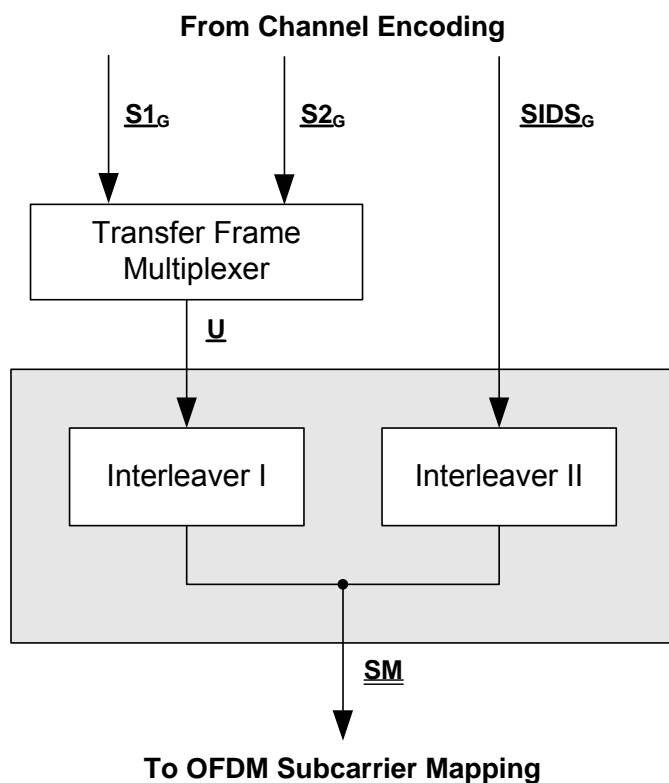 From Channel Encoding
S1G
S2G
SIDSG
Transfer Frame
Multiplexer
U
Interleaver I
Interleaver II
SM
To OFDM Subcarrier Mapping